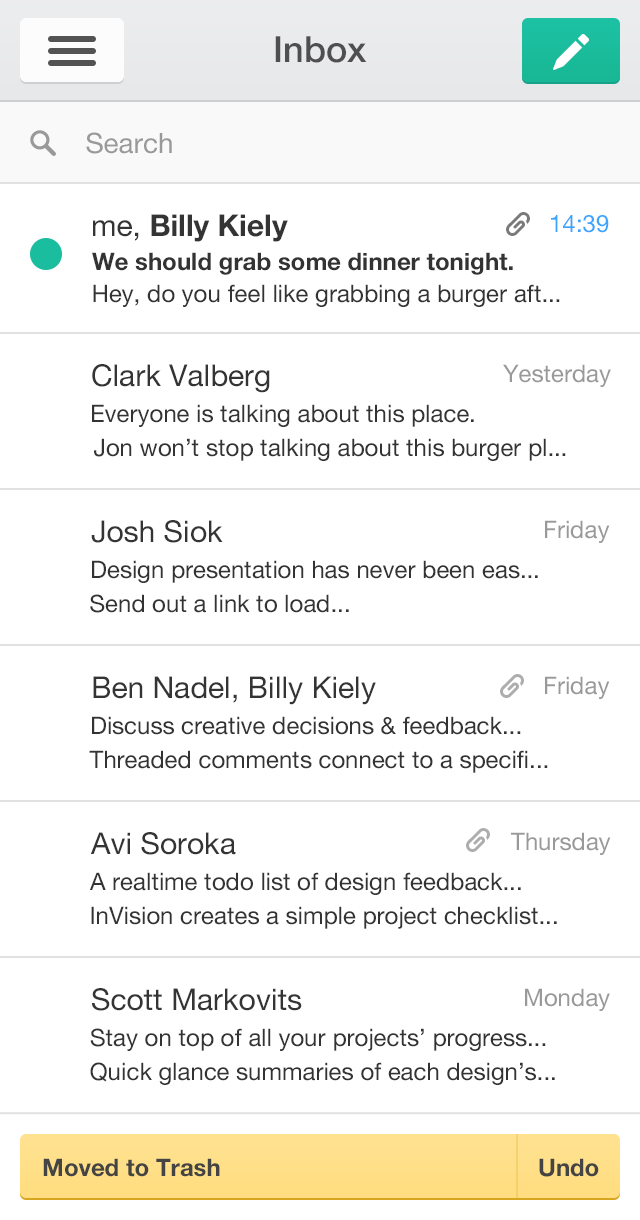 Inbox
Search
me, Billy Kiely 14:39
We should grab some dinner tonight.
Hey, do you feel like grabbing a burger aft...
Clark Valberg Yesterday
Everyone is talking about this place.
Jon won’t stop talking about this burger pl...
Josh Siok Friday
Design presentation has never been eas...
Send out a link to load...
Ben Nadel, Billy Kiely Friday
Discuss creative decisions & feedback...
Threaded comments connect to a specifi...
Avi Soroka Thursday
A realtime todo list of design feedback...
InVision creates a simple project checklist...
Scott Markovits Monday
Stay on top of all your projects’ progress...
Quick glance summaries of each design’s...
Moved to Trash Undo